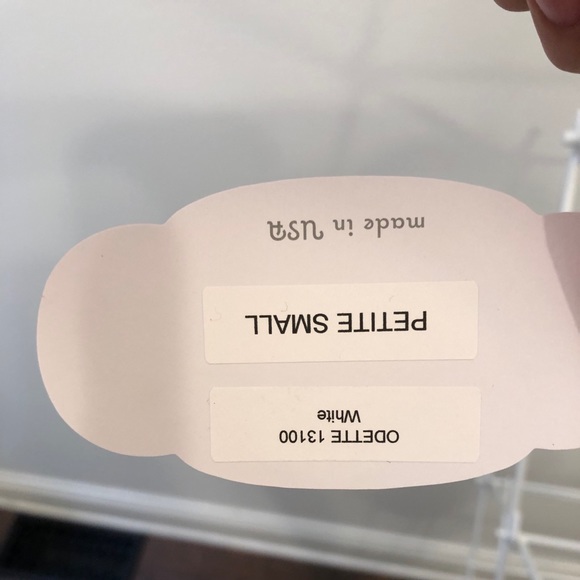 ODETTE 13100
White
PETITE SMALL
made in USA